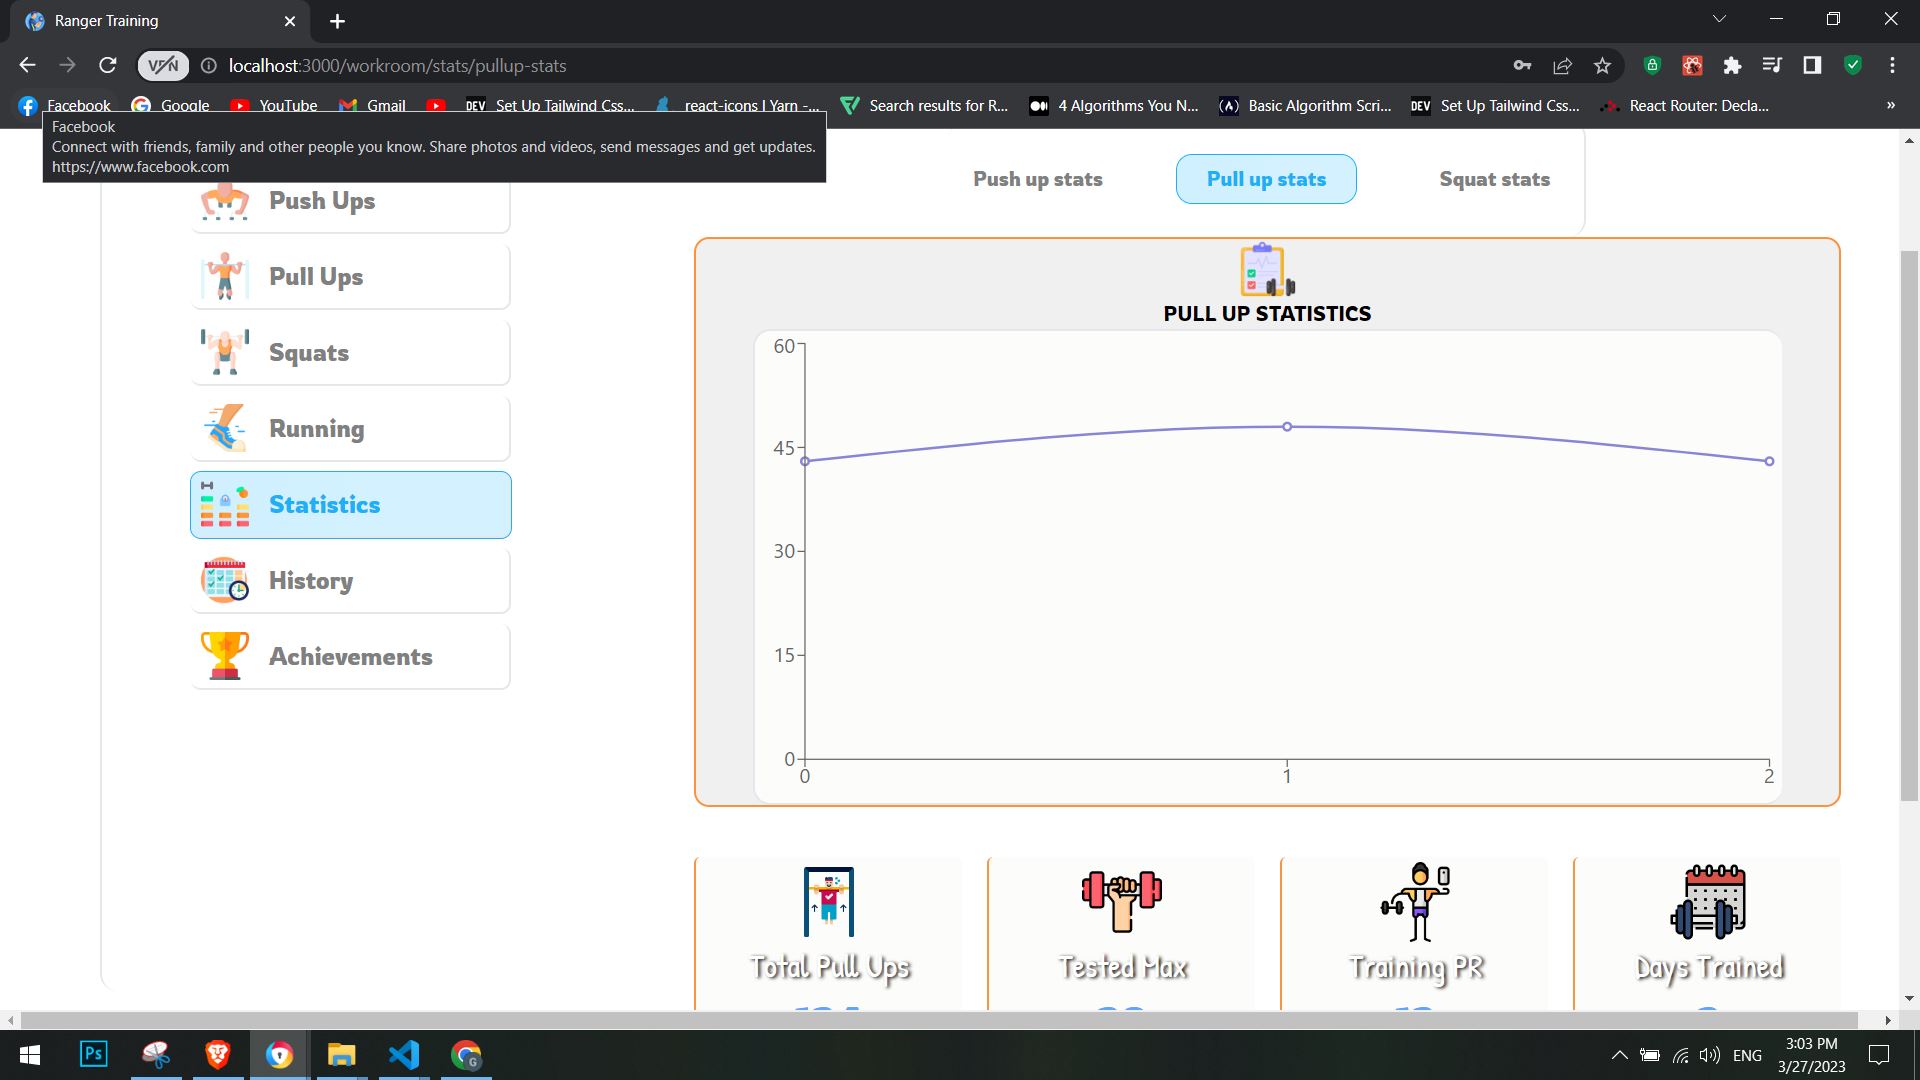 Ranger Training
VPN
localhost:3000/workroom/stats/pullup-stats
Facebook
Google
YouTube
Gmail
DEV Set Up Tailwind Css...
react-icons | Yarn -...
Search results for R...
4 Algorithms You N...
Basic Algorithm Scri...
DEV Set Up Tailwind Css...
React Router: Decla...
»
Facebook
Connect with friends, family and other people you know. Share photos and videos, send messages and get updates.
https://www.facebook.com
Push Ups
Pull Ups
Squats
Running
Statistics
History
Achievements
Push up stats
Pull up stats
Squat stats
PULL UP STATISTICS
60
45
30
15
0
0 1 2
Total Pull Ups
Tested Max
Training PR
Days Trained
Ps
G
ENG
3:03 PM
3/27/2023